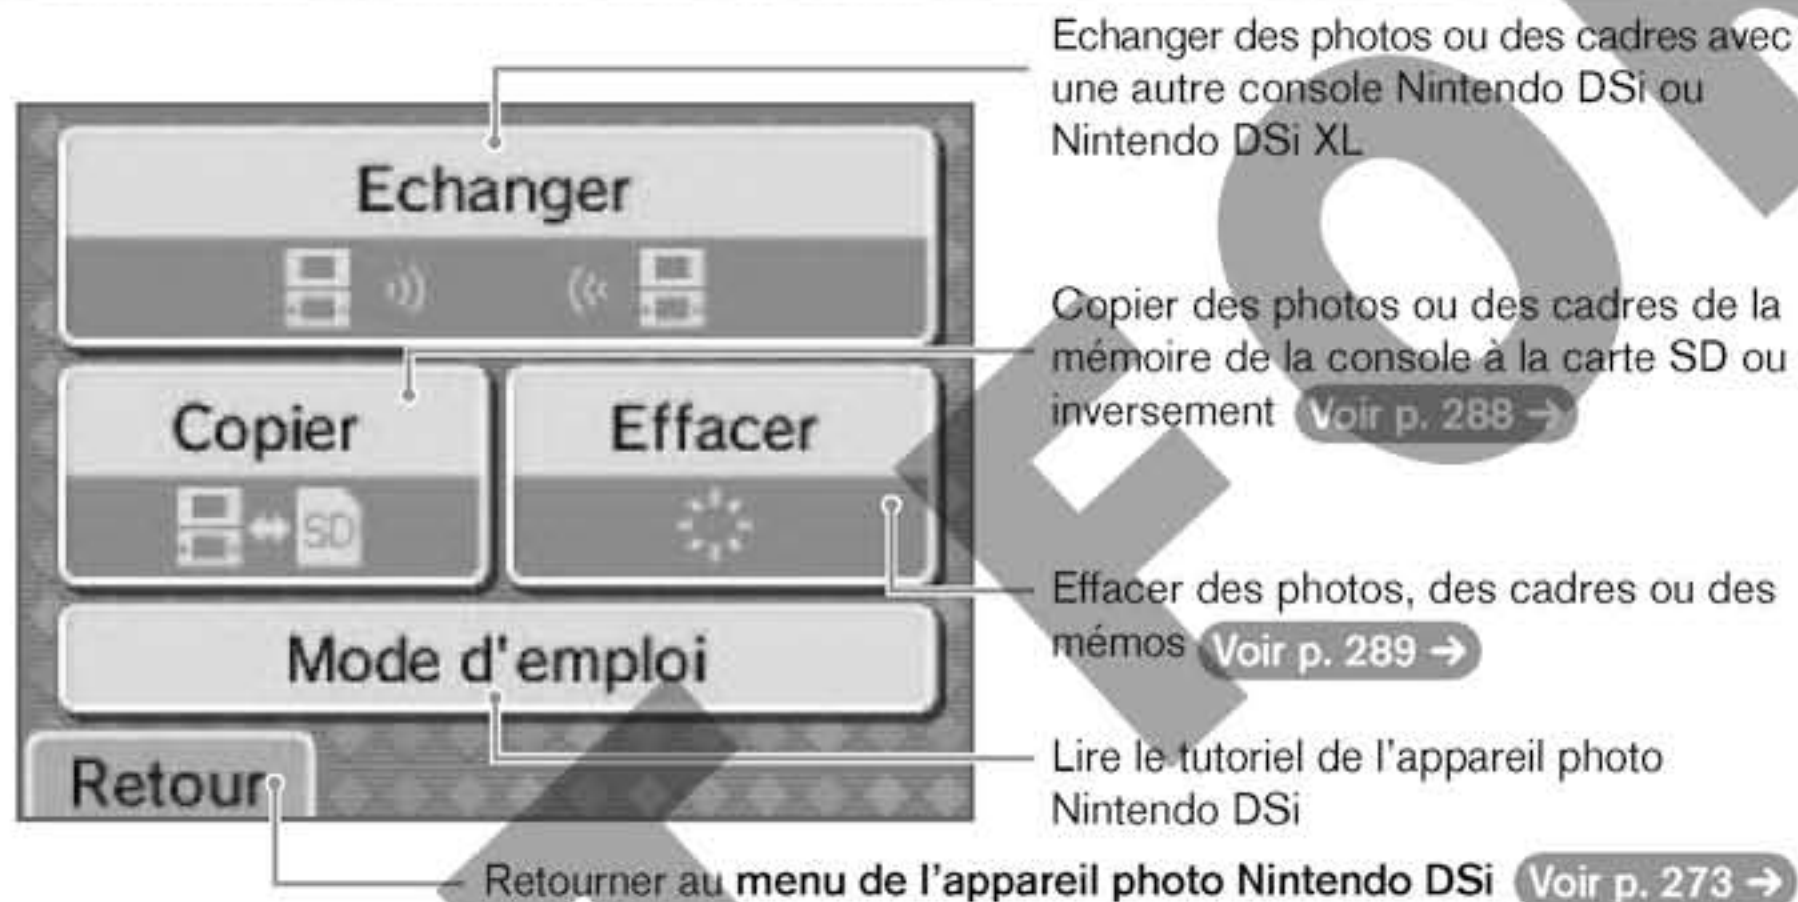 Echanger des photos ou des cadres avec
une autre console Nintendo DSi ou
Nintendo DSi XL
Echanger
Copier des photos ou des cadres de la
mémoire de la console à la carte SD ou
inversement Voir p. 288 →
Copier
Effacer
SD
Effacer des photos, des cadres ou des
mémos Voir p. 289 →
Mode d'emploi
Lire le tutoriel de l'appareil photo
Nintendo DSi
Retour
Retourner au menu de l'appareil photo Nintendo DSi Voir p. 273 →